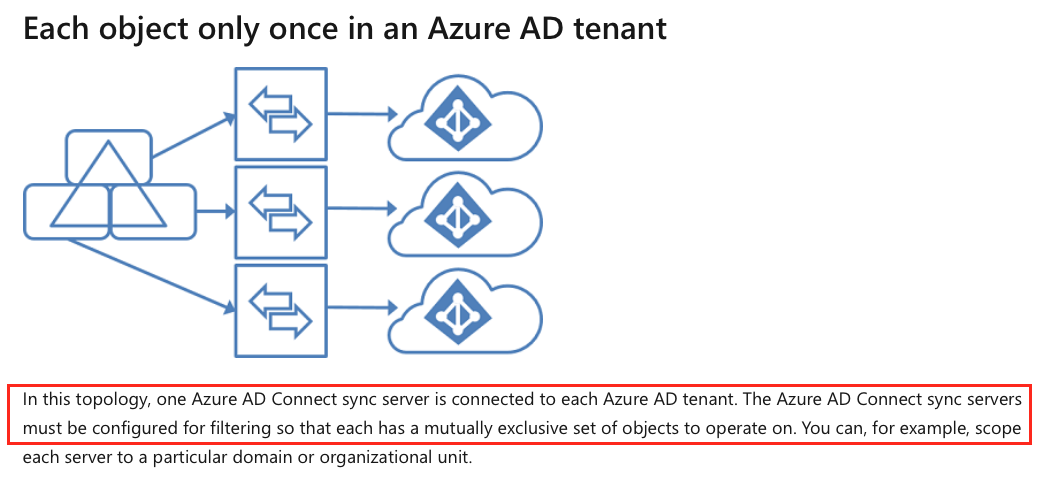 Each object only once in an Azure AD tenant
In this topology, one Azure AD Connect sync server is connected to each Azure AD tenant. The Azure AD Connect sync servers
must be configured for filtering so that each has a mutually exclusive set of objects to operate on. You can, for example, scope
each server to a particular domain or organizational unit.